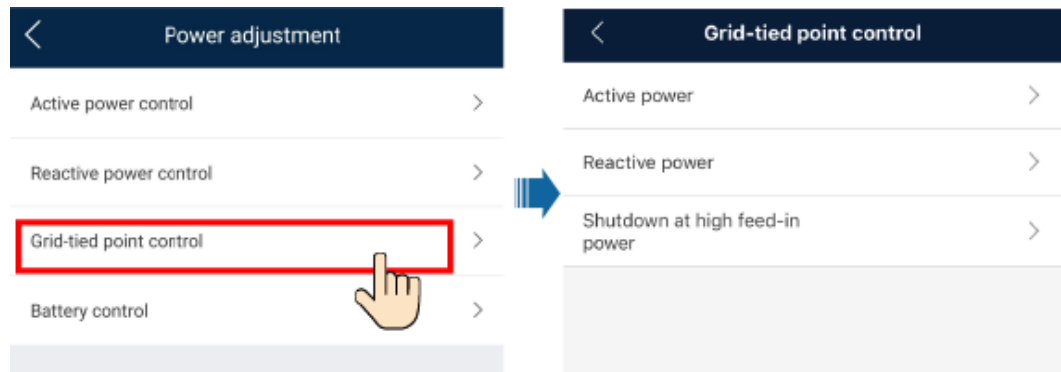 Power adjustment
Active power control
Reactive power control
Grid-tied point control
Battery control
Grid-tied point control
Active power
Reactive power
Shutdown at high feed-in
power